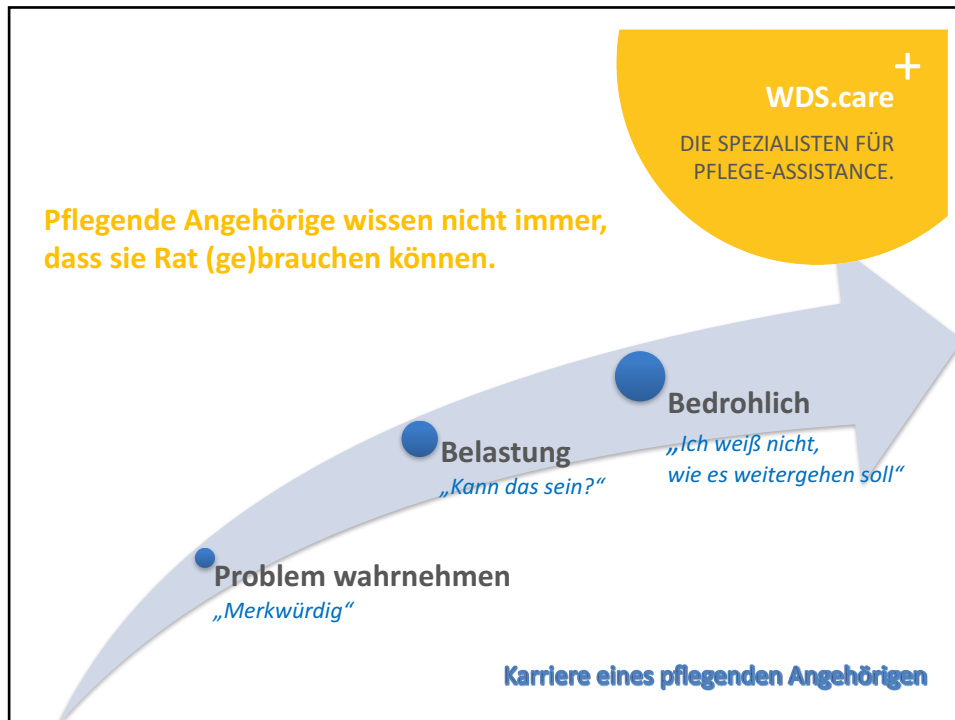 +
WDS.care
DIE SPEZIALISTEN FÜR
PFLEGE-ASSISTANCE.
Pflegende Angehörige wissen nicht immer,
dass sie Rat (ge)brauchen können.
Bedrohlich
„Ich weiß nicht,
wie es weitergehen soll“
Belastung
„Kann das sein?“
Problem wahrnehmen
„Merkwürdig“
Karriere eines pflegenden Angehörigen